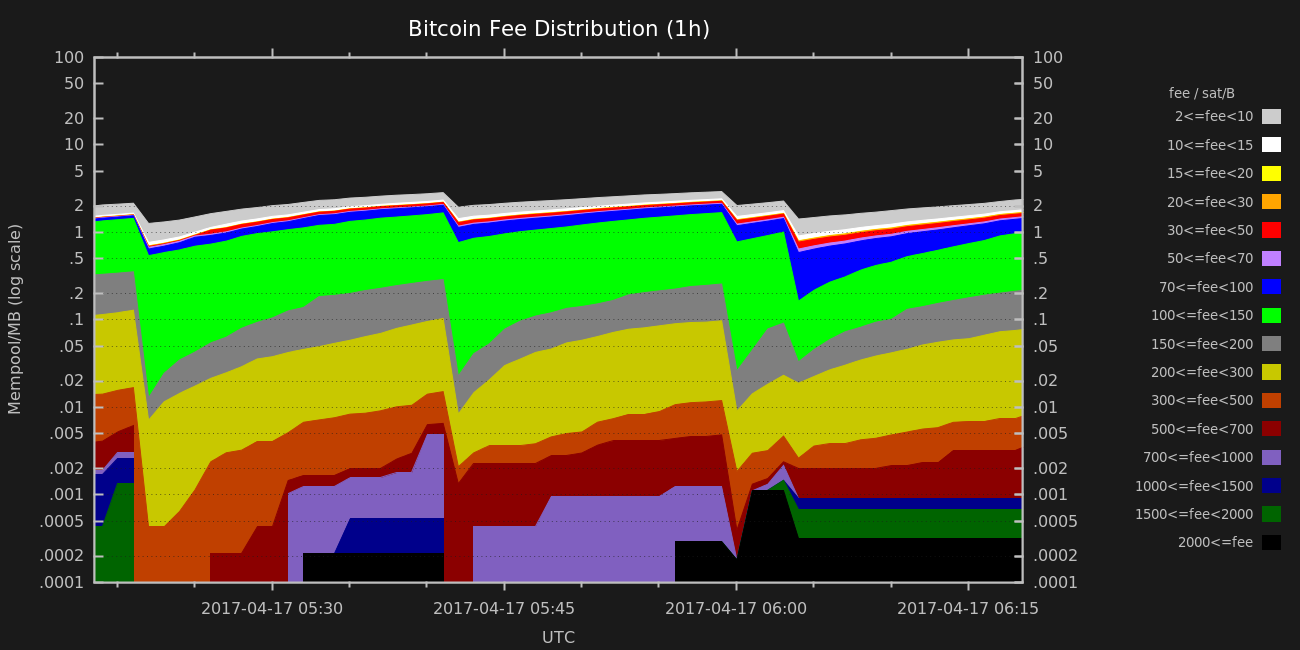 Bitcoin Fee Distribution (1h)
Mempool/MB (log scale)
100
50
20
10
5
2
1
.5
.2
.1
.05
.02
.01
.005
.002
.001
.0005
.0002
.0001
100
50
20
10
5
2
1
.5
.2
.1
.05
.02
.01
.005
.002
.001
.0005
.0002
.0001
2017-04-17 05:30
2017-04-17 05:45
2017-04-17 06:00
2017-04-17 06:15
UTC
fee / sat/B
2<=fee<10
10<=fee<15
15<=fee<20
20<=fee<30
30<=fee<50
50<=fee<70
70<=fee<100
100<=fee<150
150<=fee<200
200<=fee<300
300<=fee<500
500<=fee<700
700<=fee<1000
1000<=fee<1500
1500<=fee<2000
2000<=fee